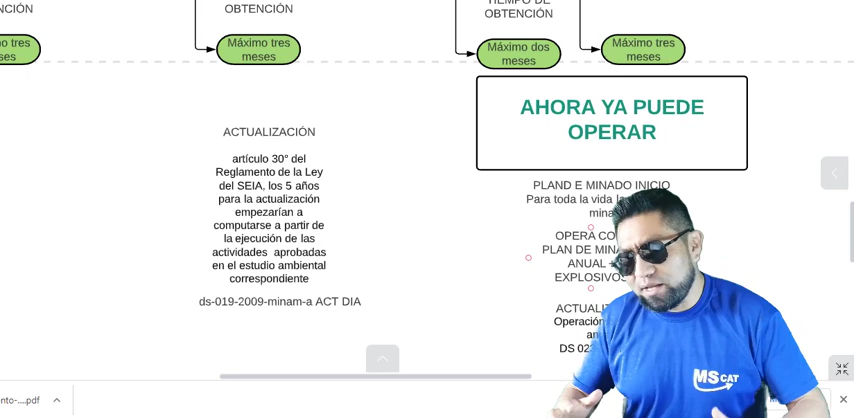 NCIÓN
OBTENCIÓN
TIEMPO DE
OBTENCIÓN
o tres
ses
Máximo tres
meses
Máximo dos
meses
Máximo tres
meses
AHORA YA PUEDE
OPERAR
ACTUALIZACIÓN
artículo 30° del
Reglamento de la Ley
del SEIA, los 5 años
para la actualización
empezarían a
computarse a partir de
la ejecución de las
actividades aprobadas
en el estudio ambiental
correspondiente
ds-019-2009-minam-a ACT DIA
PLAND E MINADO INICIO
Para toda la vida
mina
OPERA CO
PLAN DE MINA
ANUAL
EXPLOSIVOS
ACTUALI
Operación
an
DS 02
MSCAT
nto-....pdf